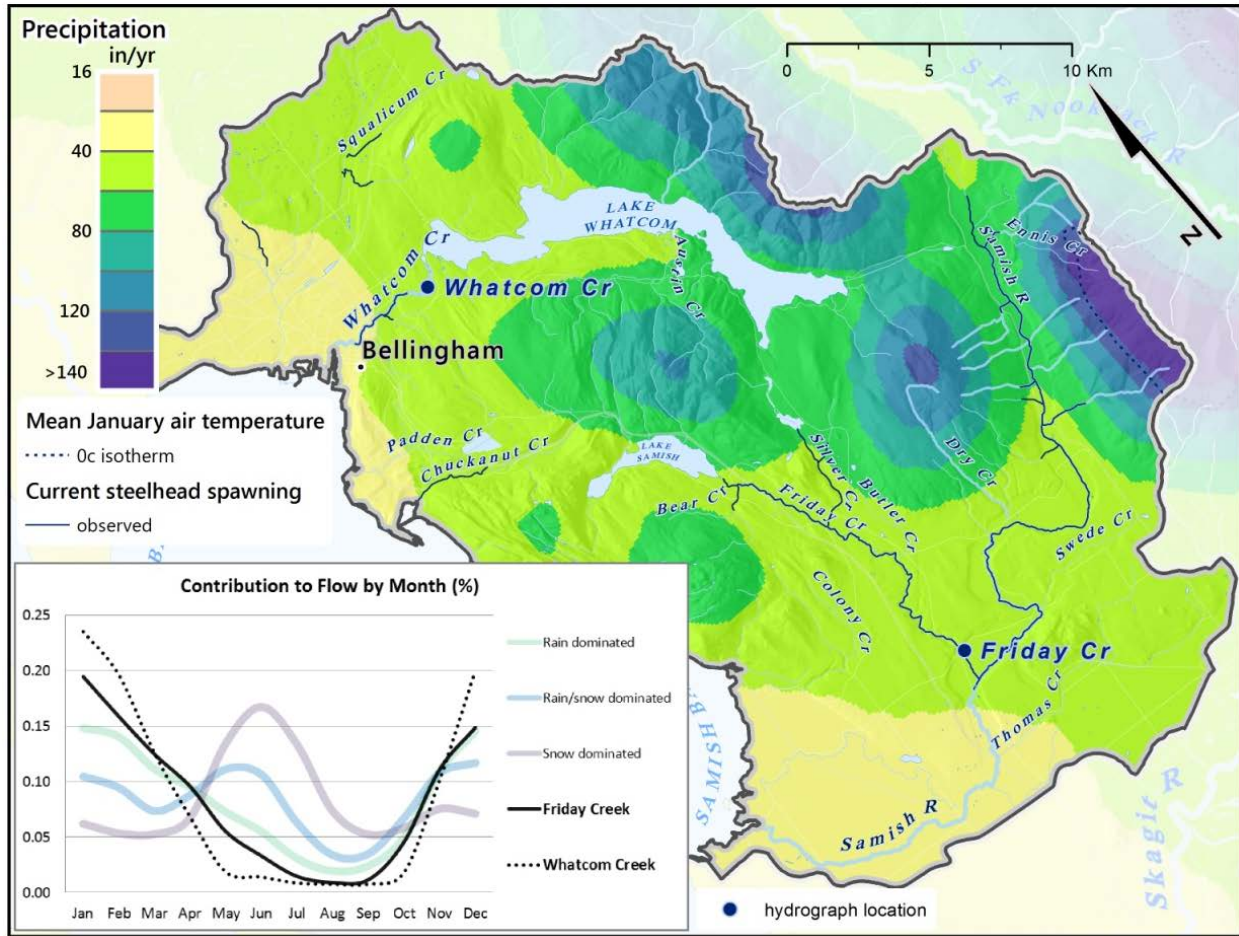 Precipitation
in/yr
16
40
80
120
>140
Mean January air temperature
0c isotherm
Current steelhead spawning
observed
0
5
10 Km
N
S Fk Nooksack R
Squalicum Cr
LAKE
WHATCOM
Whatcom Cr
Whatcom Cr
Bellingham
Austin Cr
Samish R
Ennis Cr
Padden Cr
Chuckanut Cr
LAKE
SAMISH
Bear Cr
Friday Cr
Silver Cr
Butler Cr
Dry Cr
Swede Cr
Colony Cr
Friday Cr
Thomas Cr
Samish R
Skagit R
Contribution to Flow by Month (%)
0.25
0.20
0.15
0.10
0.05
0.00
Jan Feb Mar Apr May Jun Jul Aug Sep Oct Nov Dec
Rain dominated
Rain/snow dominated
Snow dominated
Friday Creek
Whatcom Creek
hydrograph location